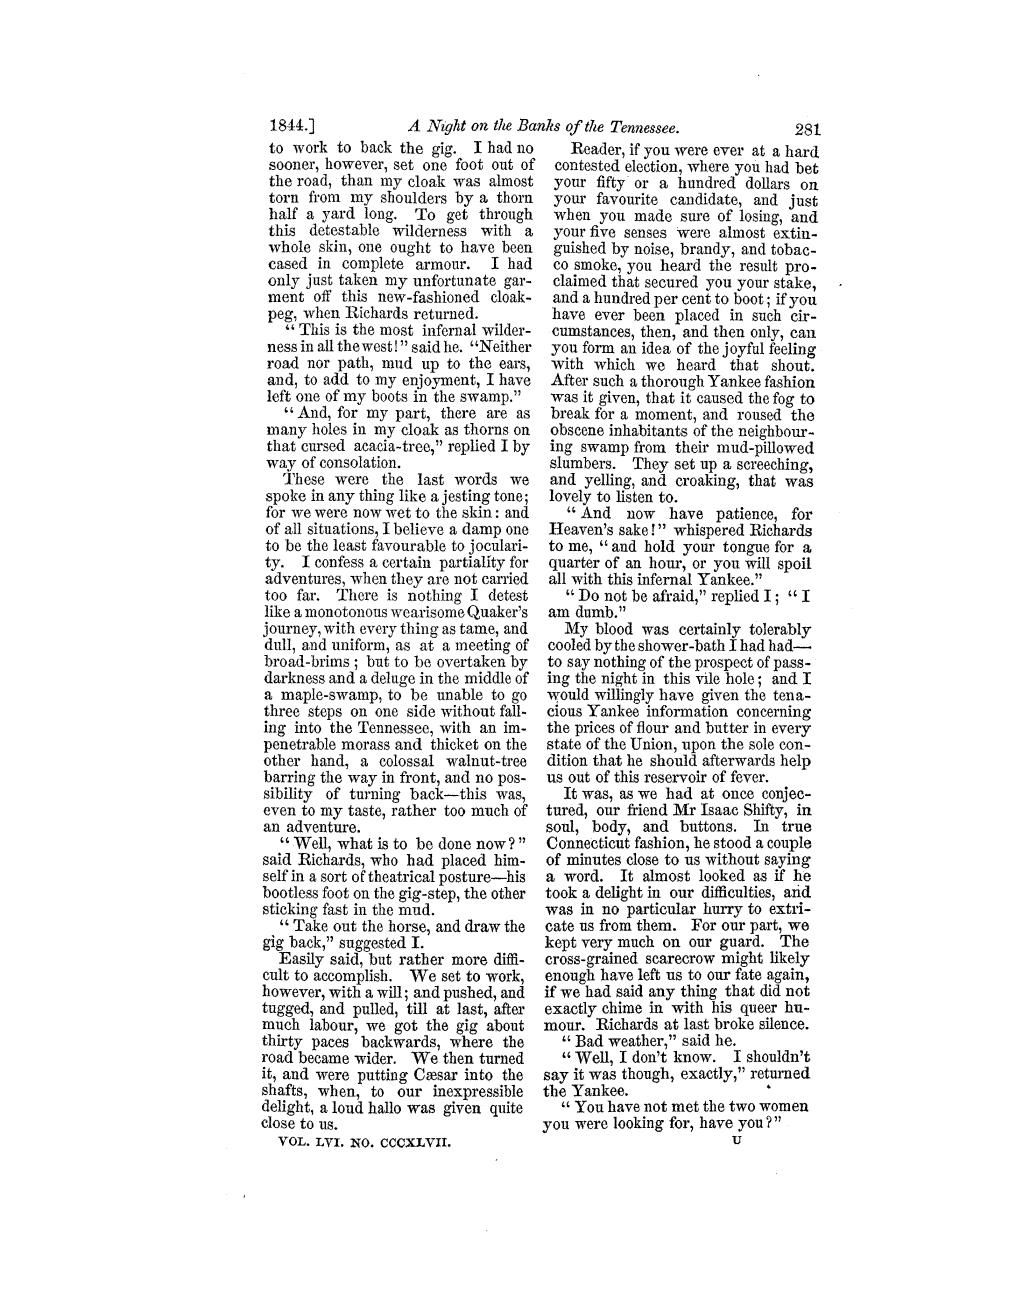 1844.] A Night on the Banks of the Tennessee. 281
to work to back the gig. I had no
sooner, however, set one foot out of
the road, than my cloak was almost
torn from my shoulders by a thorn
half a yard long. To get through
this detestable wilderness with a
whole skin, one ought to have been
cased in complete armour. I had
only just taken my unfortunate gar-
ment off this new-fashioned cloak-
peg, when Richards returned.
“ This is the most infernal wilder-
ness in all the west!” said he. “Neither
road nor path, mud up to the ears,
and, to add to my enjoyment, I have
left one of my boots in the swamp.”
“ And, for my part, there are as
many holes in my cloak as thorns on
that cursed acacia-tree,” replied I by
way of consolation.
These were the last words we
spoke in any thing like a jesting tone;
for we were now wet to the skin: and
of all situations, I believe a damp one
to be the least favourable to joculari-
ty. I confess a certain partiality for
adventures, when they are not carried
too far. There is nothing I detest
like a monotonous wearisome Quaker's
journey, with every thing as tame, and
dull, and uniform, as at a meeting of
broad-brims ; but to be overtaken by
darkness and a deluge in the middle of
a maple-swamp, to be unable to go
three steps on one side without fall-
ing into the Tennessee, with an im-
penetrable morass and thicket on the
other hand, a colossal walnut-tree
barring the way in front, and no pos-
sibility of turning back—this was,
even to my taste, rather too much of
an adventure.
“ Well, what is to be done now?”
said Richards, who had placed him-
self in a sort of theatrical posture—his
bootless foot on the gig-step, the other
sticking fast in the mud.
“ Take out the horse, and draw the
gig back,” suggested I.
Easily said, but rather more diffi-
cult to accomplish. We set to work,
however, with a will; and pushed, and
tugged, and pulled, till at last, after
much labour, we got the gig about
thirty paces backwards, where the
road became wider. We then turned
it, and were putting Cæsar into the
shafts, when, to our inexpressible
delight, a loud hallo was given quite
close to us.
VOL. LVI. NO. CCCXLVII.
Reader, if you were ever at a hard
contested election, where you had bet
your fifty or a hundred dollars on
your favourite candidate, and just
when you made sure of losing, and
your five senses were almost extin-
guished by noise, brandy, and tobac-
co smoke, you heard the result pro-
claimed that secured you your stake,
and a hundred per cent to boot; if you
have ever been placed in such cir-
cumstances, then, and then only, can
you form an idea of the joyful feeling
with which we heard that shout.
After such a thorough Yankee fashion
was it given, that it caused the fog to
break for a moment, and roused the
obscene inhabitants of the neighbour-
ing swamp from their mud-pillowed
slumbers. They set up a screeching,
and yelling, and croaking, that was
lovely to listen to.
“ And now have patience, for
Heaven's sake!” whispered Richards
to me, “ and hold your tongue for a
quarter of an hour, or you will spoil
all with this infernal Yankee.”
“ Do not be afraid,” replied I ; “ I
am dumb.”
My blood was certainly tolerably
cooled by the shower-bath I had had—
to say nothing of the prospect of pass-
ing the night in this vile hole; and I
would willingly have given the tena-
cious Yankee information concerning
the prices of flour and butter in every
state of the Union, upon the sole con-
dition that he should afterwards help
us out of this reservoir of fever.
It was, as we had at once conjec-
tured, our friend Mr Isaac Shifty, in
soul, body, and buttons. In true
Connecticut fashion, he stood a couple
of minutes close to us without saying
a word. It almost looked as if he
took a delight in our difficulties, and
was in no particular hurry to extri-
cate us from them. For our part, we
kept very much on our guard. The
cross-grained scarecrow might likely
enough have left us to our fate again,
if we had said any thing that did not
exactly chime in with his queer hu-
mour. Richards at last broke silence.
“ Bad weather,” said he.
“ Well, I don't know. I shouldn't
say it was though, exactly,” returned
the Yankee.
“ You have not met the two women
you were looking for, have you ?”
U